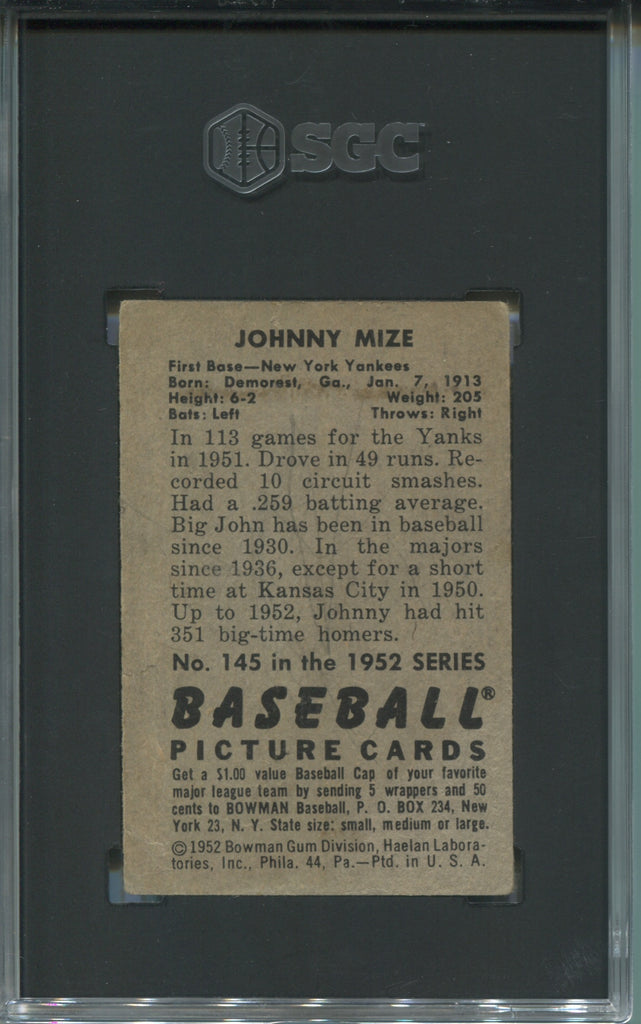 SGC
JOHNNY MIZE
First Base—New York Yankees
Born: Demorest, Ga., Jan. 7, 1913
Height: 6-2 Weight: 205
Bats: Left Throws: Right
In 113 games for the Yanks
in 1951. Drove in 49 runs. Re-
corded 10 circuit smashes.
Had a .259 batting average.
Big John has been in baseball
since 1930. In the majors
since 1936, except for a short
time at Kansas City in 1950.
Up to 1952, Johnny had hit
351 big-time homers.
No. 145 in the 1952 SERIES
BASEBALL®
PICTURE CARDS
Get a $1.00 value Baseball Cap of your favorite
major league team by sending 5 wrappers and 50
cents to BOWMAN Baseball, P. O. BOX 234, New
York 23, N. Y. State size: small, medium or large.
©1952 Bowman Gum Division, Haelan Labora-
tories, Inc., Phila. 44, Pa.—Ptd. in U. S. A.